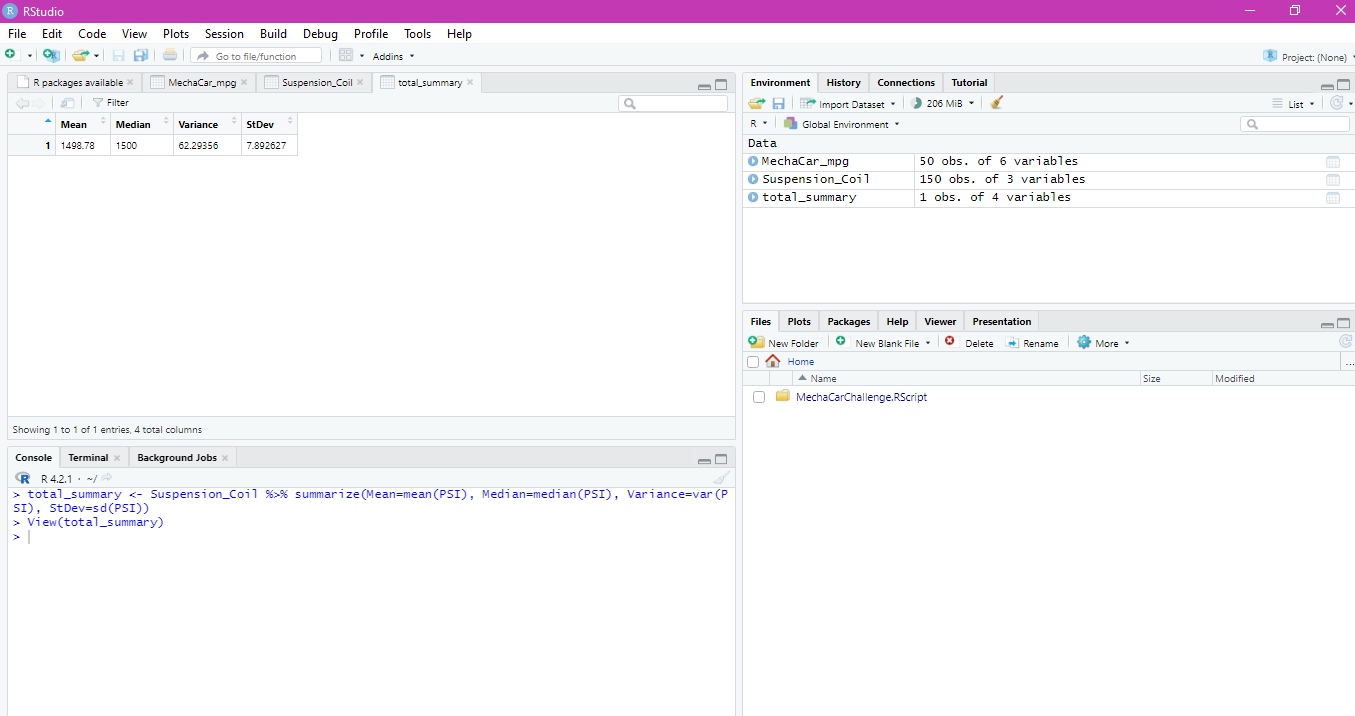 RStudio
File Edit Code View Plots Session Build Debug Profile Tools Help
Go to file/function Addins Project: (None)
R packages available MechaCar_mpg Suspension_Coil total_summary
Filter
Mean Median Variance StDev
1 1498.78 1500 62.29356 7.892627
Showing 1 to 1 of 1 entries, 4 total columns
Console Terminal Background Jobs
R 4.2.1 · ~/
> total_summary <- Suspension_Coil %>% summarize(Mean=mean(PSI), Median=median(PSI), Variance=var(P
SI), StDev=sd(PSI))
> View(total_summary)
>
Environment History Connections Tutorial
Import Dataset 206 MiB List
R Global Environment
Data
MechaCar_mpg 50 obs. of 6 variables
Suspension_Coil 150 obs. of 3 variables
total_summary 1 obs. of 4 variables
Files Plots Packages Help Viewer Presentation
New Folder New Blank File Delete Rename More
Home ...
Name Size Modified
MechaCarChallenge.RScript